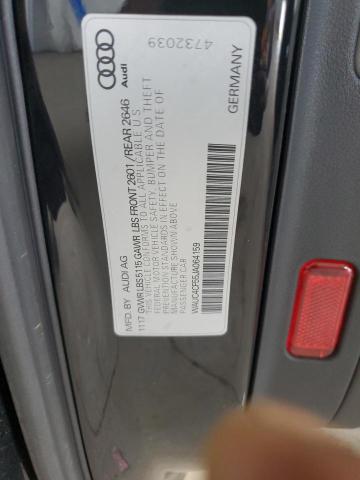 MFD. BY AUDI AG
11 17 GVWR LBS 5115 GAWR LBS FRONT 2601 /REAR 2646
THIS VEHICLE CONFORMS TO ALL APPLICABLE U S
FEDERAL MOTOR VEHICLE SAFETY, BUMPER AND THEFT
PREVENTION STANDARDS IN EFFECT ON THE DATE OF
MANUFACTURE SHOWN ABOVE
PASSENGER CAR
WAUC4CF55JA064159
Audi
4732039
GERMANY